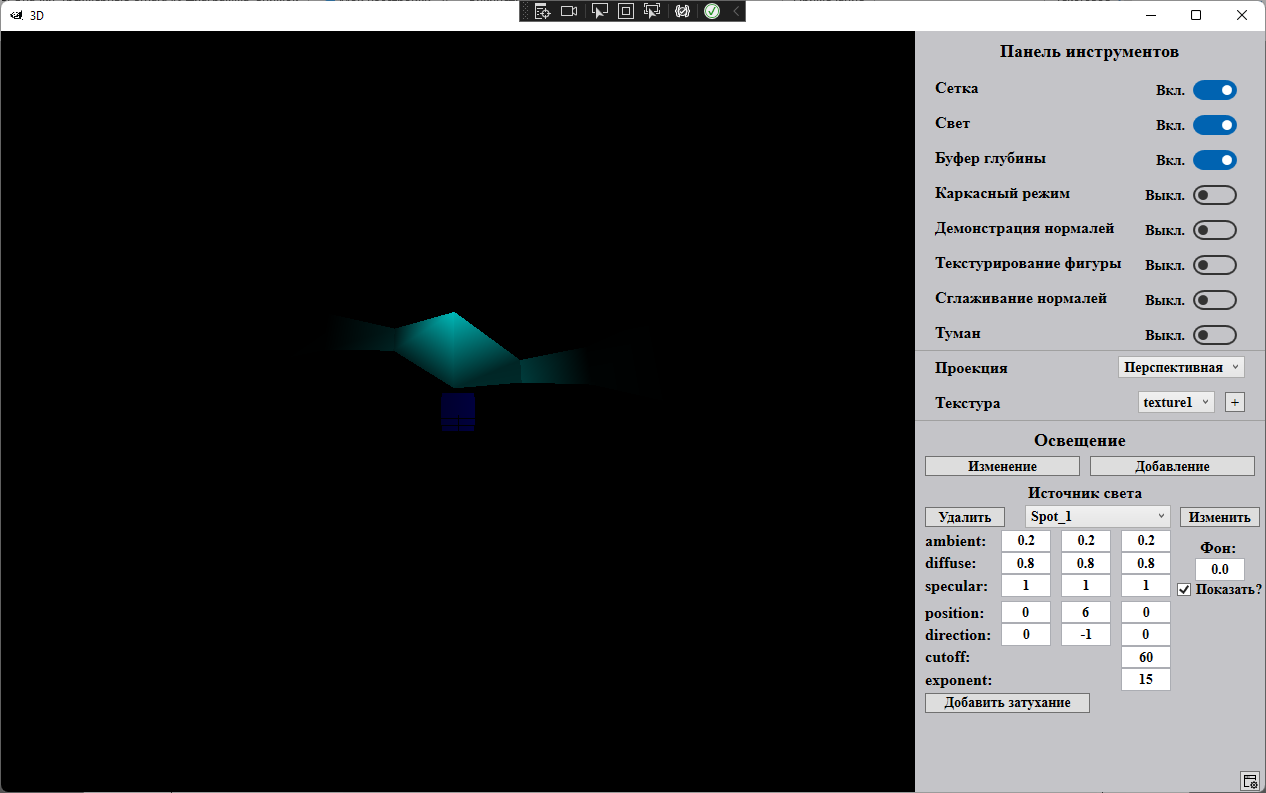 3D
Панель инструментов
Сетка Вкл.
Свет Вкл.
Буфер глубины Вкл.
Каркасный режим Выкл.
Демонстрация нормалей Выкл.
Текстурирование фигуры Выкл.
Сглаживание нормалей Выкл.
Туман Выкл.
Проекция Перспективная
Текстура texture1 +
Освещение
Изменение Добавление
Источник света
Удалить Spot_1 Изменить
ambient: 0.2 0.2 0.2
Фон:
diffuse: 0.8 0.8 0.8
0.0
specular: 1 1 1
Показать?
position: 0 6 0
direction: 0 -1 0
cutoff: 60
exponent: 15
Добавить затухание